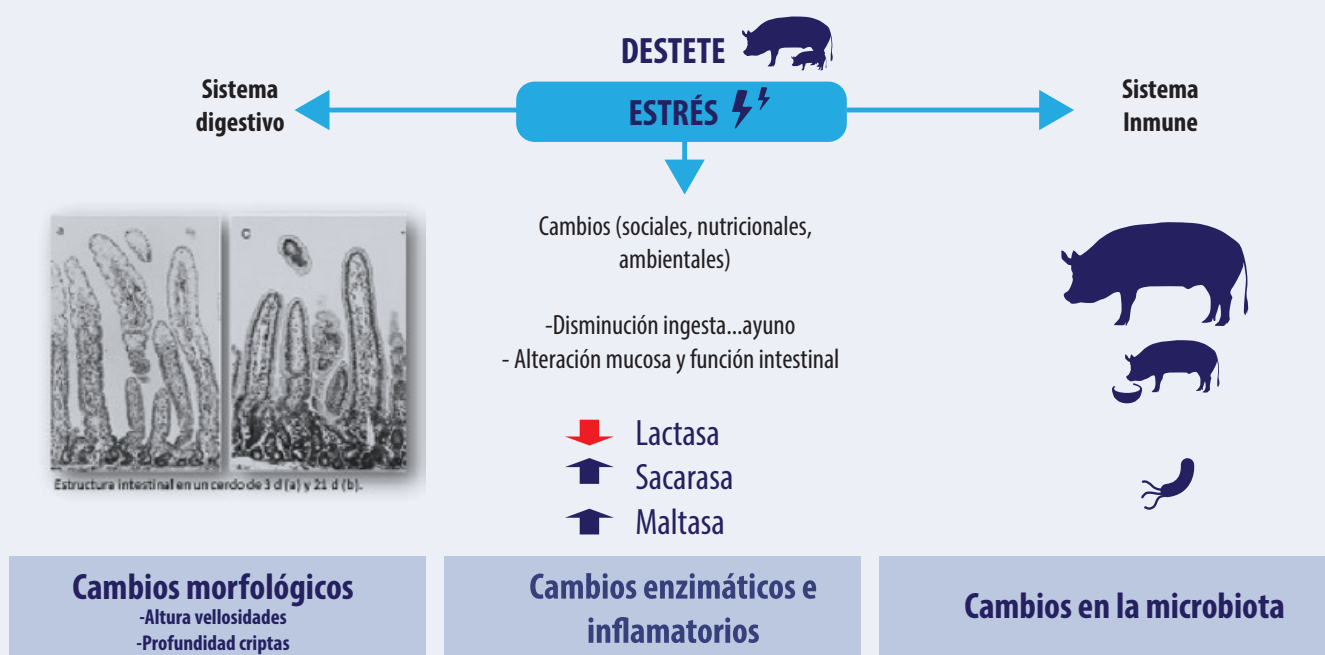 DESTETE
ESTRÉS
Sistema
digestivo
Sistema
Inmune
Cambios (sociales, nutricionales,
ambientales)
-Disminución ingesta...ayuno
- Alteración mucosa y función intestinal
Lactasa
Sacarasa
Maltasa
a
c
Estructura intestinal en un cerdo de 3 d (a) y 21 d (b).
Cambios morfológicos
-Altura vellosidades
-Profundidad criptas
Cambios enzimáticos e
inflamatorios
Cambios en la microbiota